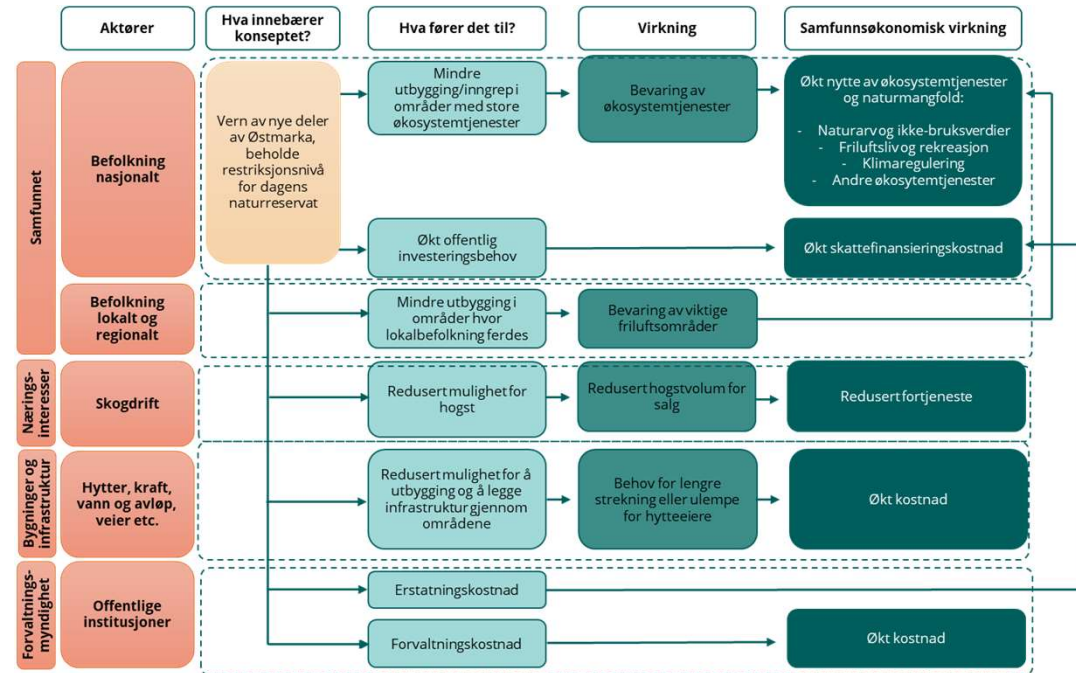 Aktører
Hva innebærer
konseptet?
Hva fører det til?
Virkning
Samfunnsøkonomisk virkning
Samfunnet
Befolkning
nasjonalt
Vern av nye deler
av Østmarka,
beholde
restriksjonsnivå
for dagens
naturreservat
Mindre
utbygging/inngrep i
områder med store
økosystemtjenester
Bevaring av
økosystemtjenester
Økt nytte av økosystemtjenester
og naturmangfold:
- Naturarv og ikke-bruksverdier
- Friluftsliv og rekreasjon
- Klimaregulering
- Andre økosytemtjenester
Økt offentlig
investeringsbehov
Økt skattefinansieringskostnad
Befolkning
lokalt og
regionalt
Mindre utbygging i
områder hvor
lokalbefolkning ferdes
Bevaring av viktige
friluftsområder
Nærings-
interesser
Skogdrift
Redusert mulighet for
hogst
Redusert hogstvolum for
salg
Redusert fortjeneste
Bygninger og
infrastruktur
Hytter, kraft,
vann og avløp,
veier etc.
Redusert mulighet for å
utbygging og å legge
infrastruktur gjennom
områdene
Behov for lengre
strekning eller ulempe
for hytteeiere
Økt kostnad
Forvaltnings-
myndighet
Offentlige
institusjoner
Erstatningskostnad
Forvaltningskostnad
Økt kostnad